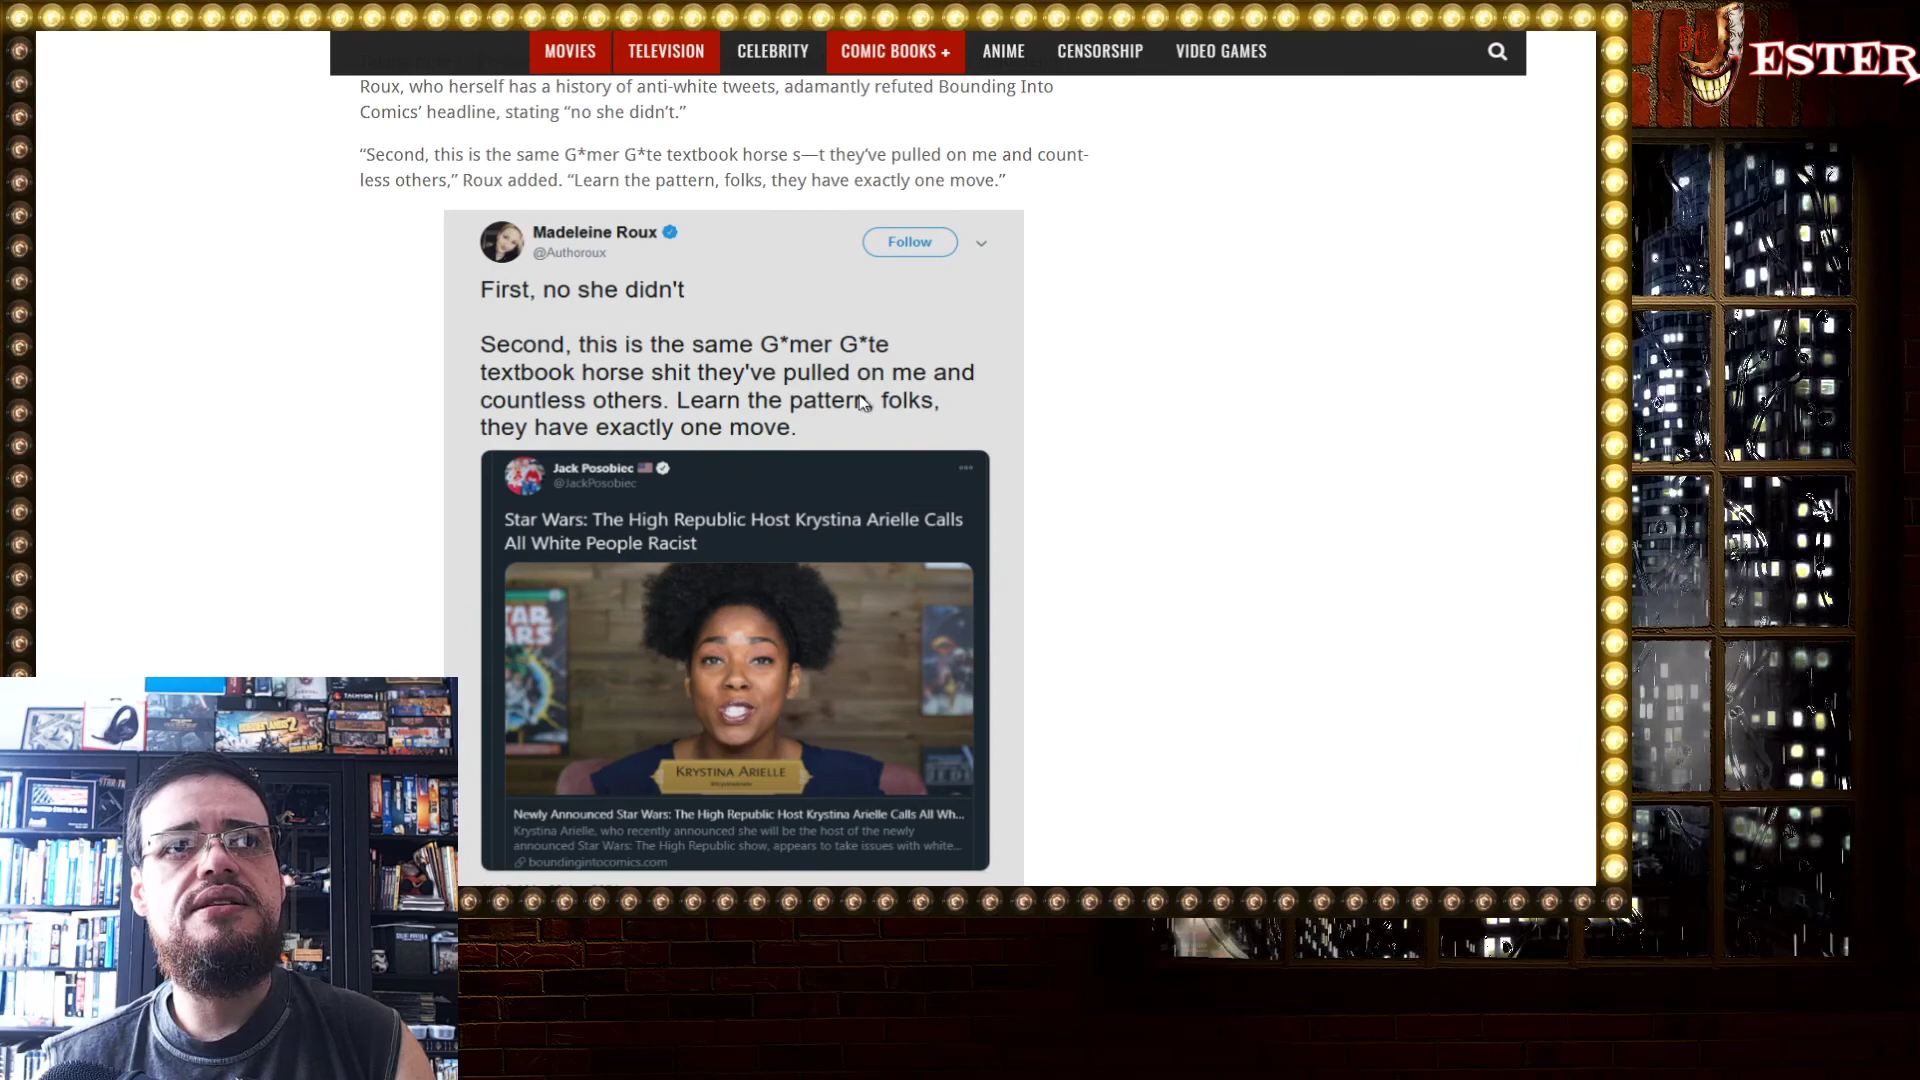 MOVIES TELEVISION CELEBRITY COMIC BOOKS + ANIME CENSORSHIP VIDEO GAMES
JESTER
Roux, who herself has a history of anti-white tweets, adamantly refuted Bounding Into
Comics’ headline, stating “no she didn’t.”
“Second, this is the same G*mer G*te textbook horse s—t they’ve pulled on me and count-
less others,” Roux added. “Learn the pattern, folks, they have exactly one move.”
Madeleine Roux
@Authoroux
Follow
First, no she didn't
Second, this is the same G*mer G*te
textbook horse shit they've pulled on me and
countless others. Learn the pattern, folks,
they have exactly one move.
Jack Posobiec
@JackPosobiec
Star Wars: The High Republic Host Krystina Arielle Calls
All White People Racist
STAR
WARS
KRYSTINA ARIELLE
Newly Announced Star Wars: The High Republic Host Krystina Arielle Calls All Wh...
Krystina Arielle, who recently announced she will be the host of the newly
announced Star Wars: The High Republic show, appears to take issues with white...
boundingintocomics.com
TACHYON
BORDERLANDS 2